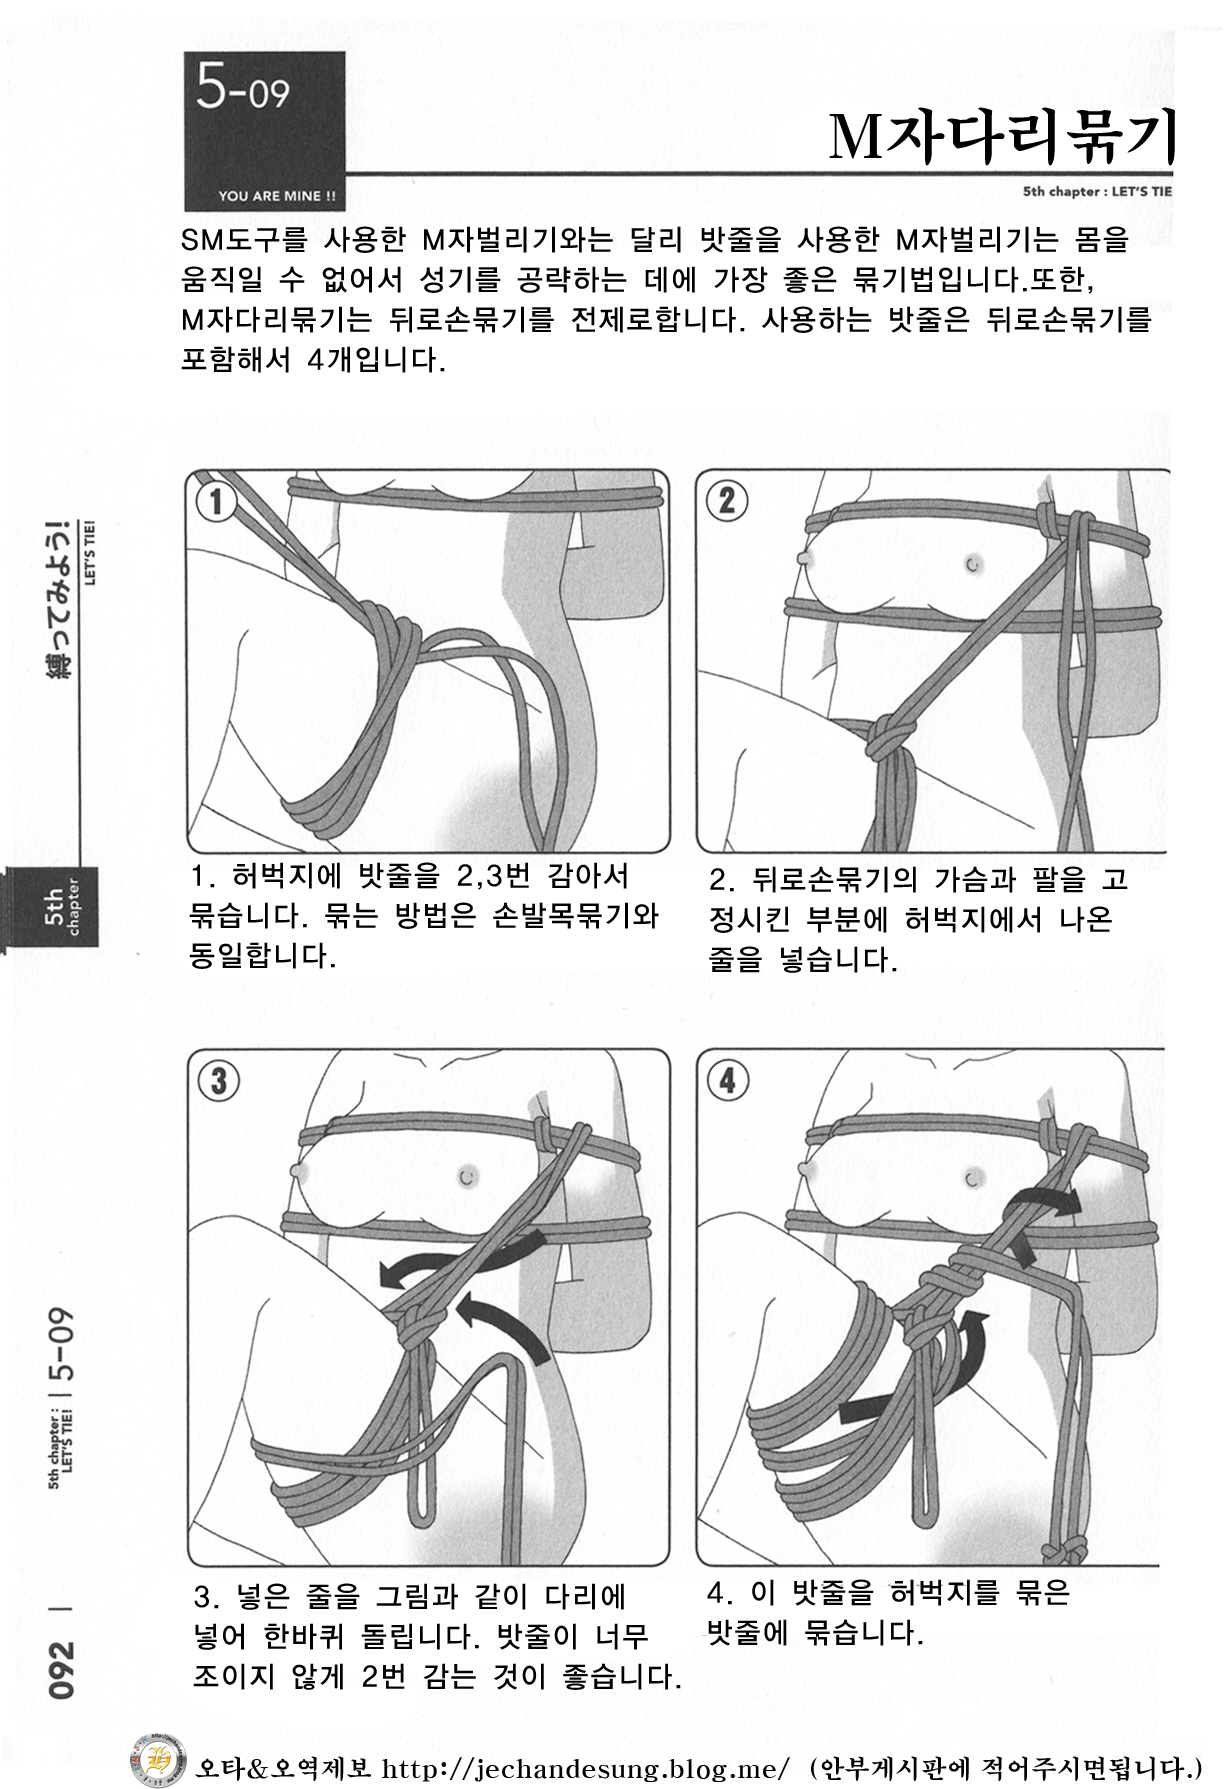 5-09
YOU ARE MINE !!
M자다리묶기
5th chapter : LET'S TIE
SM도구를 사용한 M자벌리기와는 달리 밧줄을 사용한 M자벌리기는 몸을
움직일 수 없어서 성기를 공략하는 데에 가장 좋은 묶기법입니다.또한,
M자다리묶기는 뒤로손묶기를 전제로합니다. 사용하는 밧줄은 뒤로손묶기를
포함해서 4개입니다.
縛ってみよう!
LET'S TIE!
5th
chapter
1
2
1. 허벅지에 밧줄을 2,3번 감아서
묶습니다. 묶는 방법은 손발목묶기와
동일합니다.
2. 뒤로손묶기의 가슴과 팔을 고
정시킨 부분에 허벅지에서 나온
줄을 넣습니다.
3
4
3. 넣은 줄을 그림과 같이 다리에
넣어 한바퀴 돌립니다. 밧줄이 너무
조이지 않게 2번 감는 것이 좋습니다.
4. 이 밧줄을 허벅지를 묶은
밧줄에 묶습니다.
5th chapter :
LET'S TIE!
5-09
092
오타&오역제보 http://jechandesung.blog.me/ (안부게시판에 적어주시면됩니다.)